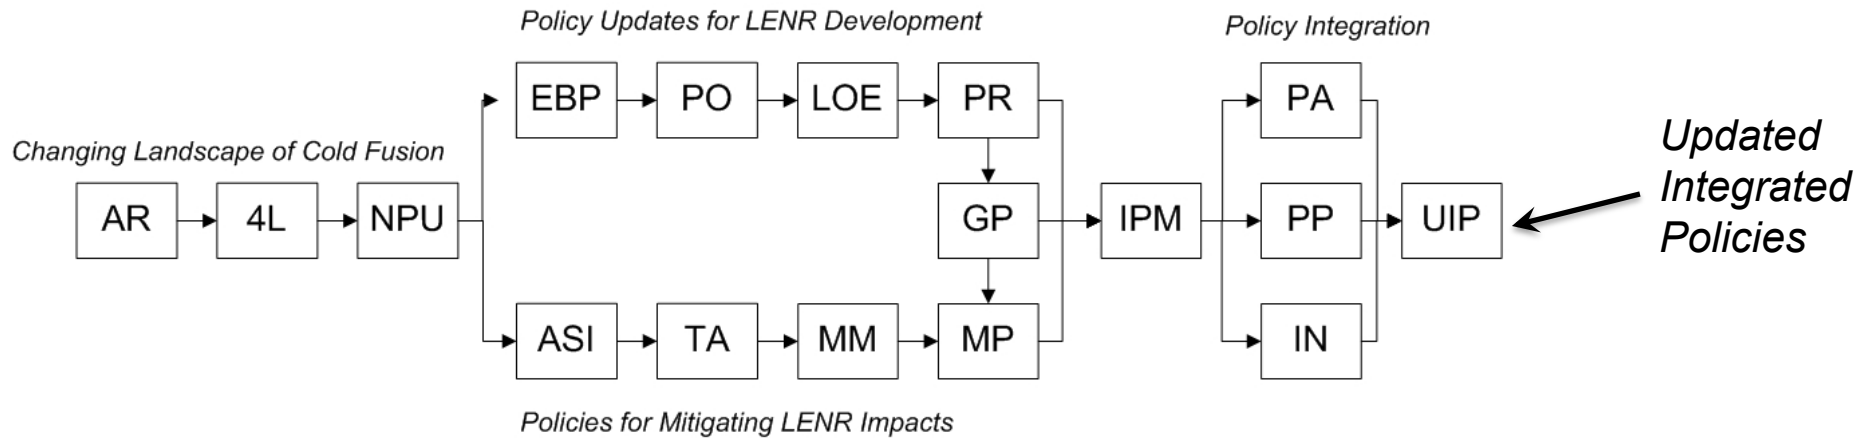 Policy Updates for LENR Development
Policy Integration
EBP
PO
LOE
PR
PA
Changing Landscape of Cold Fusion
Updated
Integrated
Policies
AR
4L
NPU
GP
IPM
PP
UIP
ASI
TA
MM
MP
IN
Policies for Mitigating LENR Impacts